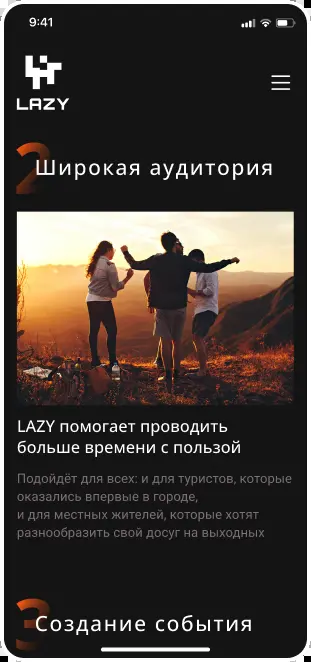 9:41
LAZY
2
Широкая аудитория
LAZY помогает проводить
больше времени с пользой
Подойдёт для всех: и для туристов, которые
оказались впервые в городе,
и для местных жителей, которые хотят
разнообразить свой досуг на выходных
3
Создание события